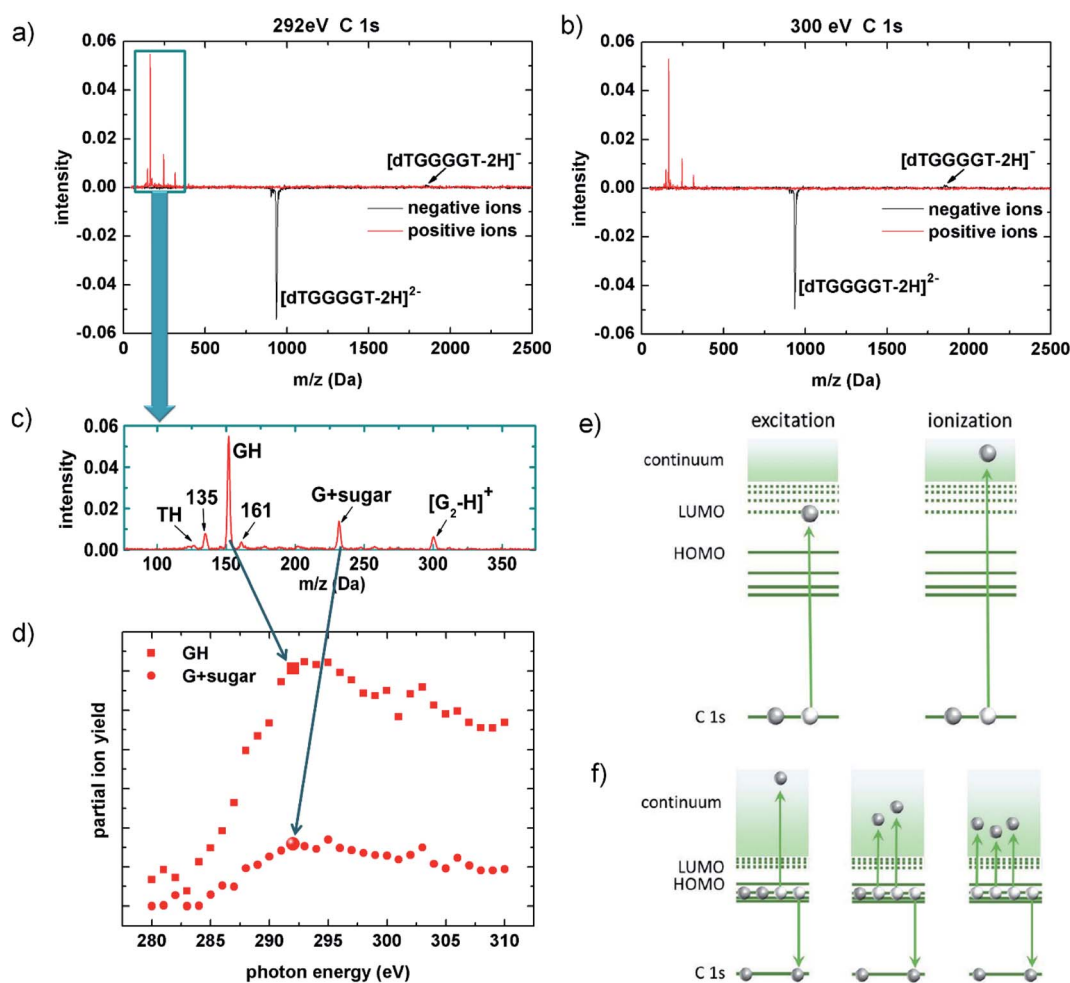 a)
292eV C 1s
0.06
0.04
0.02
0.00
-0.02
-0.04
-0.06
intensity
[dTGGGGT-2H]⁻
negative ions
positive ions
[dTGGGGT-2H]²⁻
0 500 1000 1500 2000 2500
m/z (Da)
b)
300 eV C 1s
0.06
0.04
0.02
0.00
-0.02
-0.04
-0.06
intensity
[dTGGGGT-2H]⁻
negative ions
positive ions
[dTGGGGT-2H]²⁻
0 500 1000 1500 2000 2500
m/z (Da)
c)
0.06
0.04
0.02
0.00
intensity
GH
TH
135
161
G+sugar
[G₂-H]⁺
100 150 200 250 300 350
m/z (Da)
d)
GH
G+sugar
partial ion yield
280 285 290 295 300 305 310
photon energy (eV)
e)
excitation ionization
continuum
LUMO
HOMO
C 1s
f)
continuum
LUMO
HOMO
C 1s